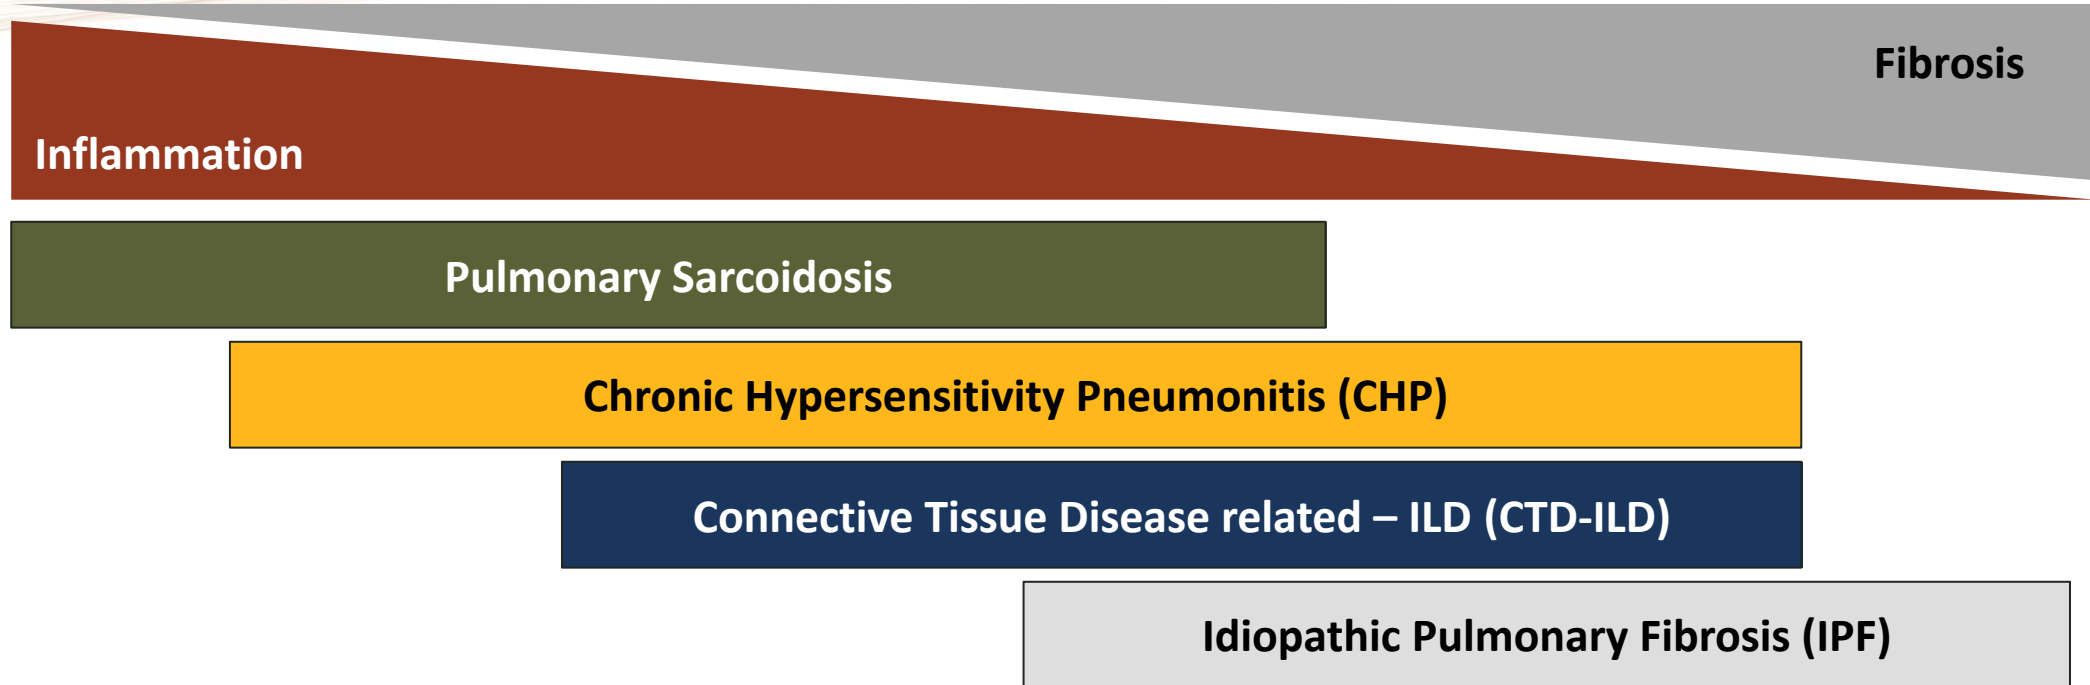 Fibrosis
Inflammation
Pulmonary Sarcoidosis
Chronic Hypersensitivity Pneumonitis (CHP)
Connective Tissue Disease related – ILD (CTD-ILD)
Idiopathic Pulmonary Fibrosis (IPF)